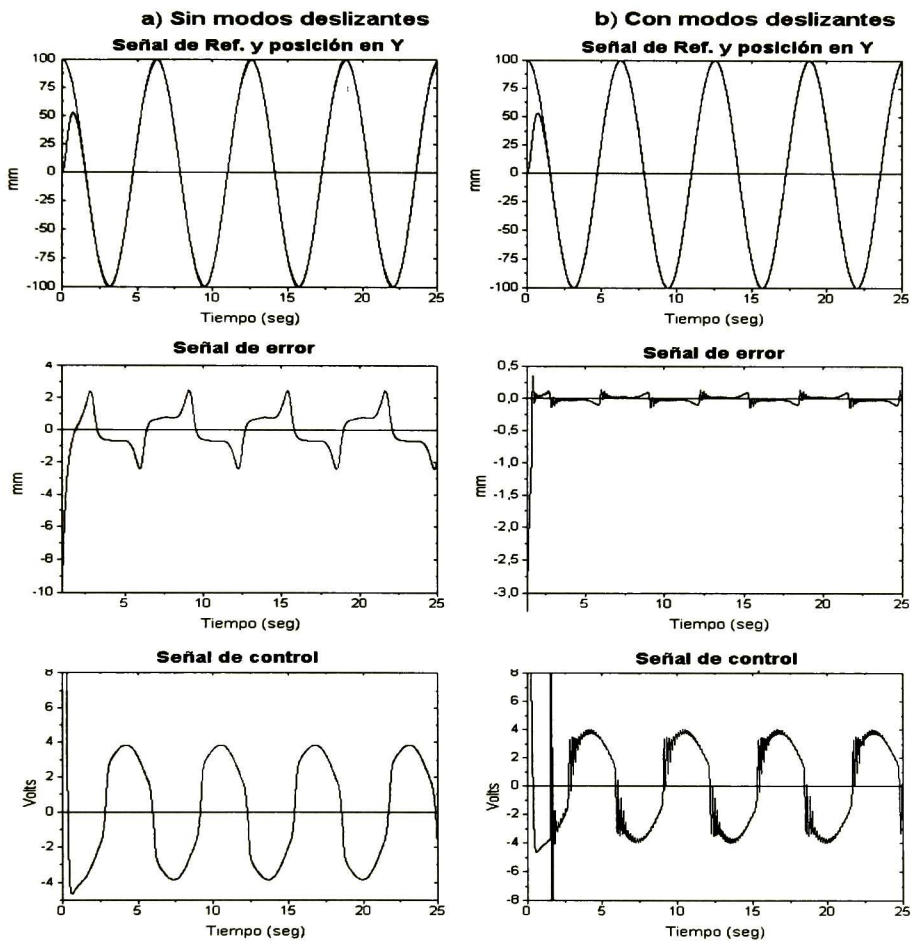 a) Sin modos deslizantes
Señal de Ref. y posición en Y
100
75
50
25
0
-25
-50
-75
-100
mm
0 5 10 15 20 25
Tiempo (seg)
Señal de error
4
2
0
-2
-4
-6
-8
-10
mm
5 10 15 20 25
Tiempo (seg)
Señal de control
8
6
4
2
0
-2
-4
Volts
0 5 10 15 20 25
Tiempo (seg)
b) Con modos deslizantes
Señal de Ref. y posición en Y
100
75
50
25
0
-25
-50
-75
-100
mm
0 5 10 15 20 25
Tiempo (seg)
Señal de error
0,5
0,0
-0,5
-1,0
-1,5
-2,0
-2,5
-3,0
mm
5 10 15 20 25
Tiempo (seg)
Señal de control
8
6
4
2
0
-2
-4
-6
-8
Volts
0 5 10 15 20 25
Tiempo (seg)